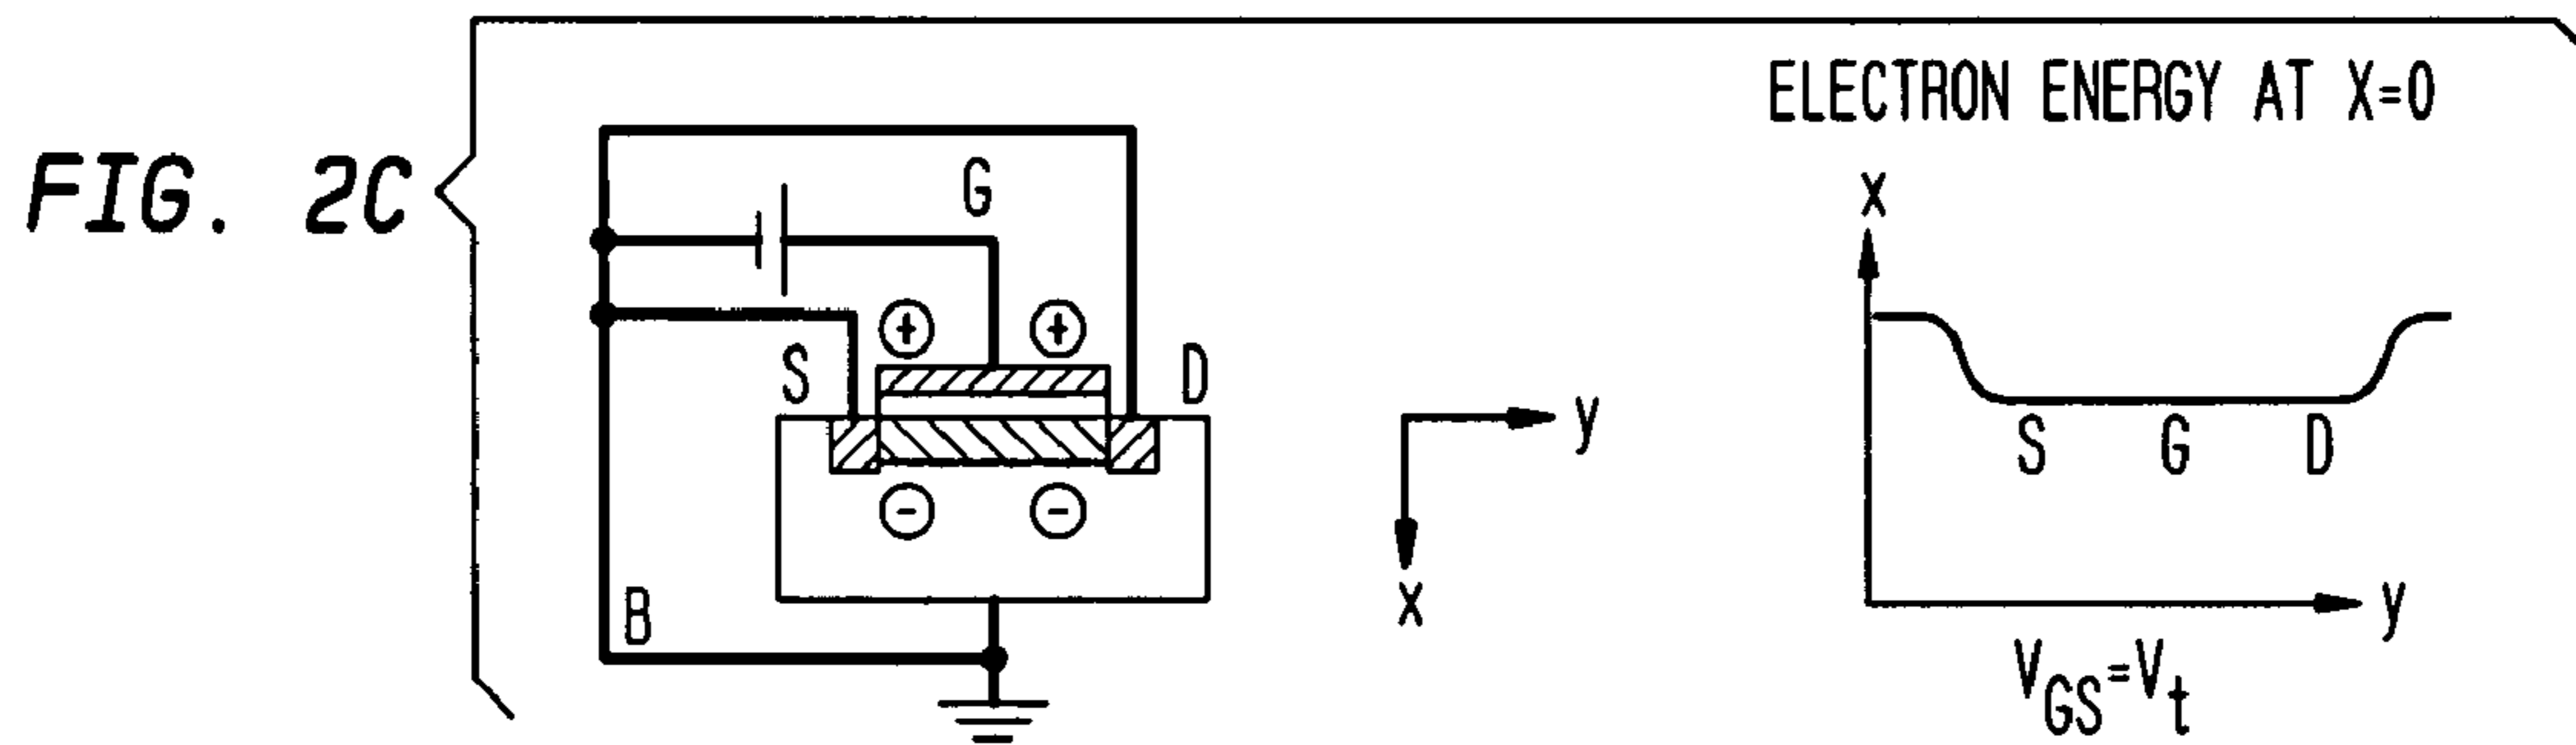 FIG. 2C
G
S
D
+ +
- -
B
y
x
ELECTRON ENERGY AT X=0
x
S G D
y
V_GS=V_t